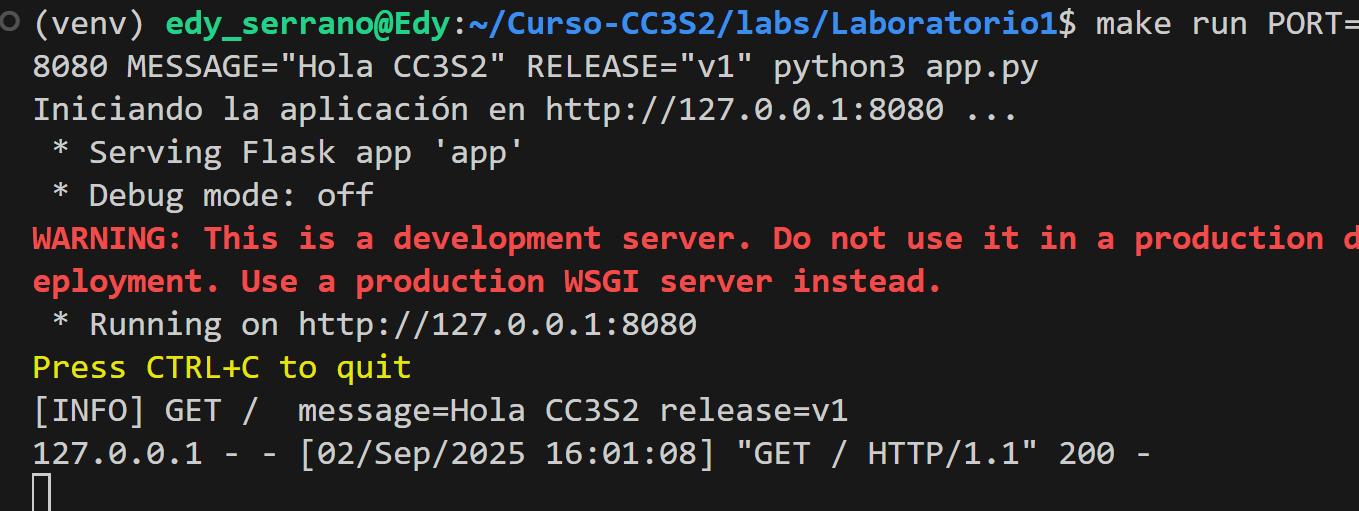 (venv) edy_serrano@Edy:~/Curso-CC3S2/labs/Laboratorio1$ make run PORT=
8080 MESSAGE="Hola CC3S2" RELEASE="v1" python3 app.py
Iniciando la aplicación en http://127.0.0.1:8080 ...
 * Serving Flask app 'app'
 * Debug mode: off
WARNING: This is a development server. Do not use it in a production d
eployment. Use a production WSGI server instead.
 * Running on http://127.0.0.1:8080
Press CTRL+C to quit
[INFO] GET /  message=Hola CC3S2 release=v1
127.0.0.1 - - [02/Sep/2025 16:01:08] "GET / HTTP/1.1" 200 -